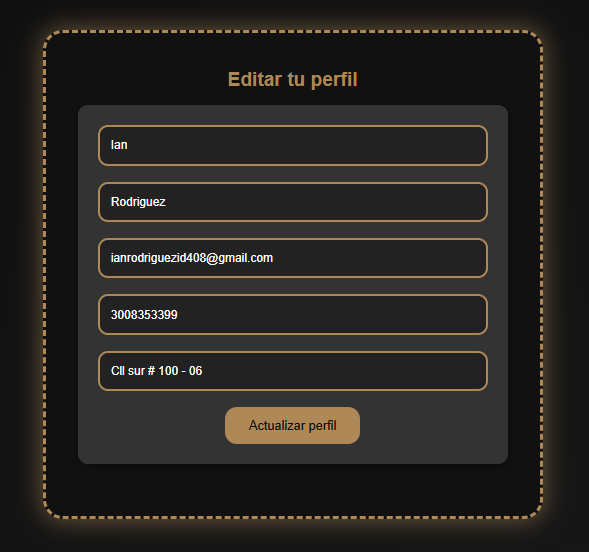 Editar tu perfil
Ian
Rodriguez
ianrodriguezid408@gmail.com
3008353399
Cll sur # 100 - 06
Actualizar perfil